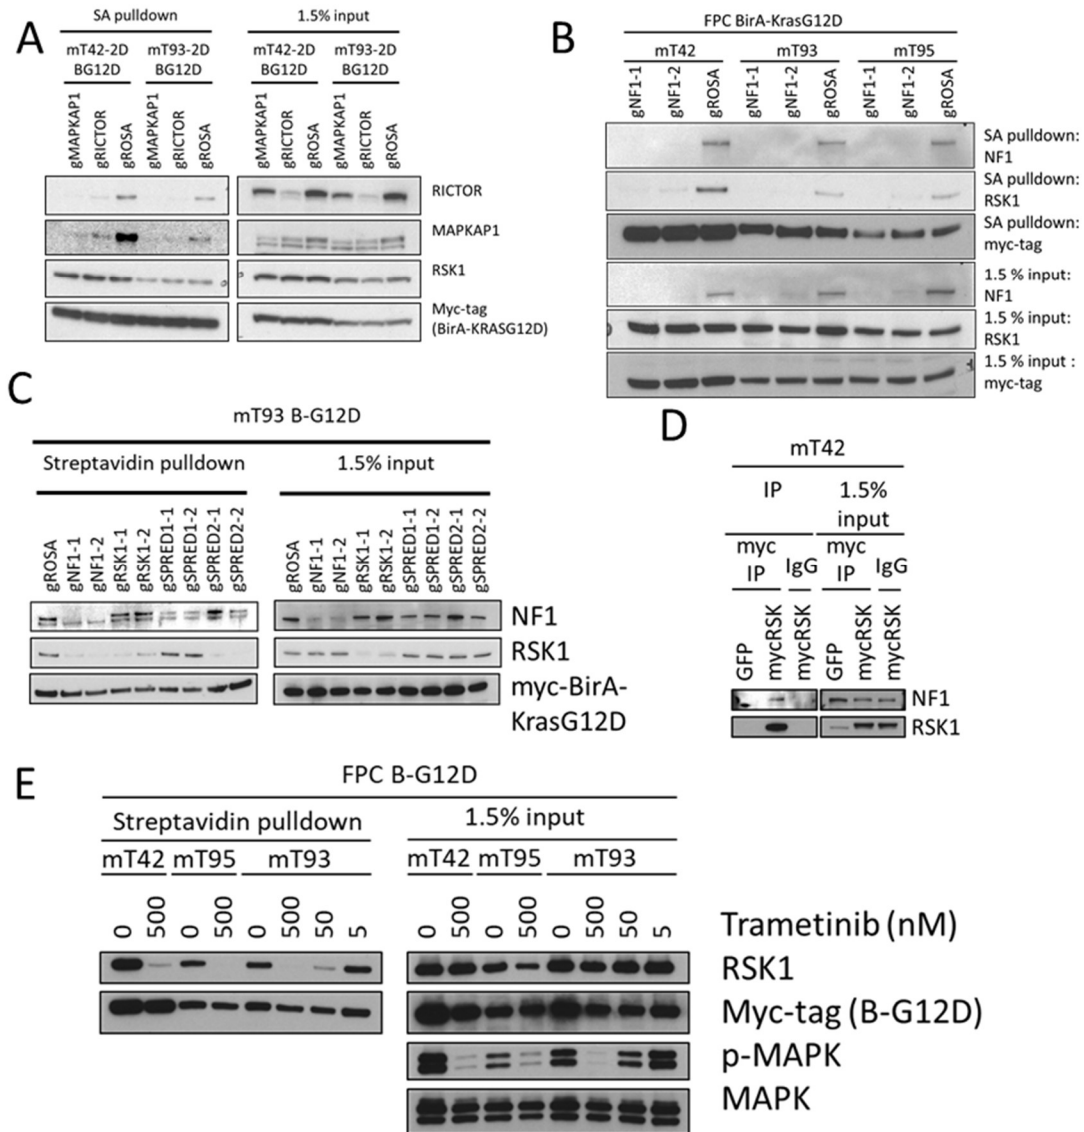 A
SA pulldown
1.5% input
mT42-2D
BG12D
mT93-2D
BG12D
mT42-2D
BG12D
mT93-2D
BG12D
gMAPKAP1
gRICTOR
gROSA
gMAPKAP1
gRICTOR
gROSA
gMAPKAP1
gRICTOR
gROSA
gMAPKAP1
gRICTOR
gROSA
RICTOR
MAPKAP1
RSK1
Myc-tag
(BirA-KRASG12D)
B
FPC BirA-KrasG12D
mT42
mT93
mT95
gNF1-1
gNF1-2
gROSA
gNF1-1
gNF1-2
gROSA
gNF1-1
gNF1-2
gROSA
SA pulldown:
NF1
SA pulldown:
RSK1
SA pulldown:
myc-tag
1.5 % input:
NF1
1.5 % input:
RSK1
1.5 % input :
myc-tag
C
mT93 B-G12D
Streptavidin pulldown
1.5% input
gROSA
gNF1-1
gNF1-2
gRSK1-1
gRSK1-2
gSPRED1-1
gSPRED1-2
gSPRED2-1
gSPRED2-2
gROSA
gNF1-1
gNF1-2
gRSK1-1
gRSK1-2
gSPRED1-1
gSPRED1-2
gSPRED2-1
gSPRED2-2
NF1
RSK1
myc-BirA-
KrasG12D
D
mT42
IP
1.5%
input
myc
IP
IgG
myc
IP
IgG
GFP
mycRSK
mycRSK
GFP
mycRSK
mycRSK
NF1
RSK1
E
FPC B-G12D
Streptavidin pulldown
1.5% input
mT42
mT95
mT93
mT42
mT95
mT93
0
500
0
500
0
500
50
5
0
500
0
500
0
500
50
5
Trametinib (nM)
RSK1
Myc-tag (B-G12D)
p-MAPK
MAPK